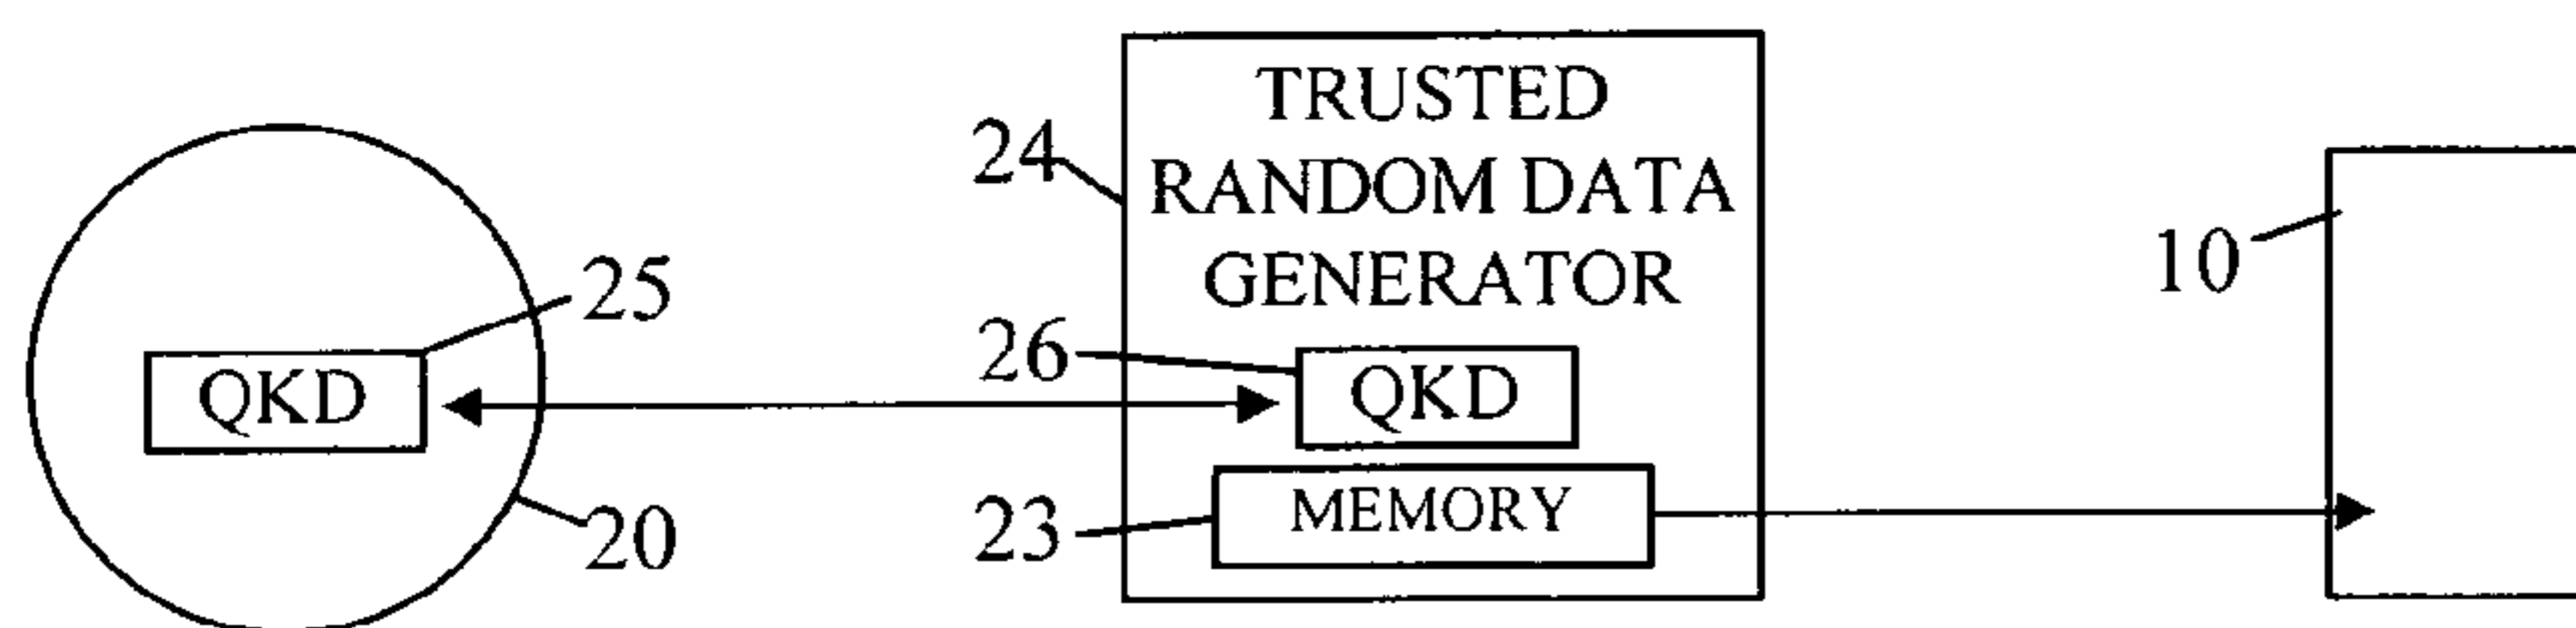 TRUSTED
RANDOM DATA
GENERATOR
24
10
25
QKD
26
QKD
23
MEMORY
20